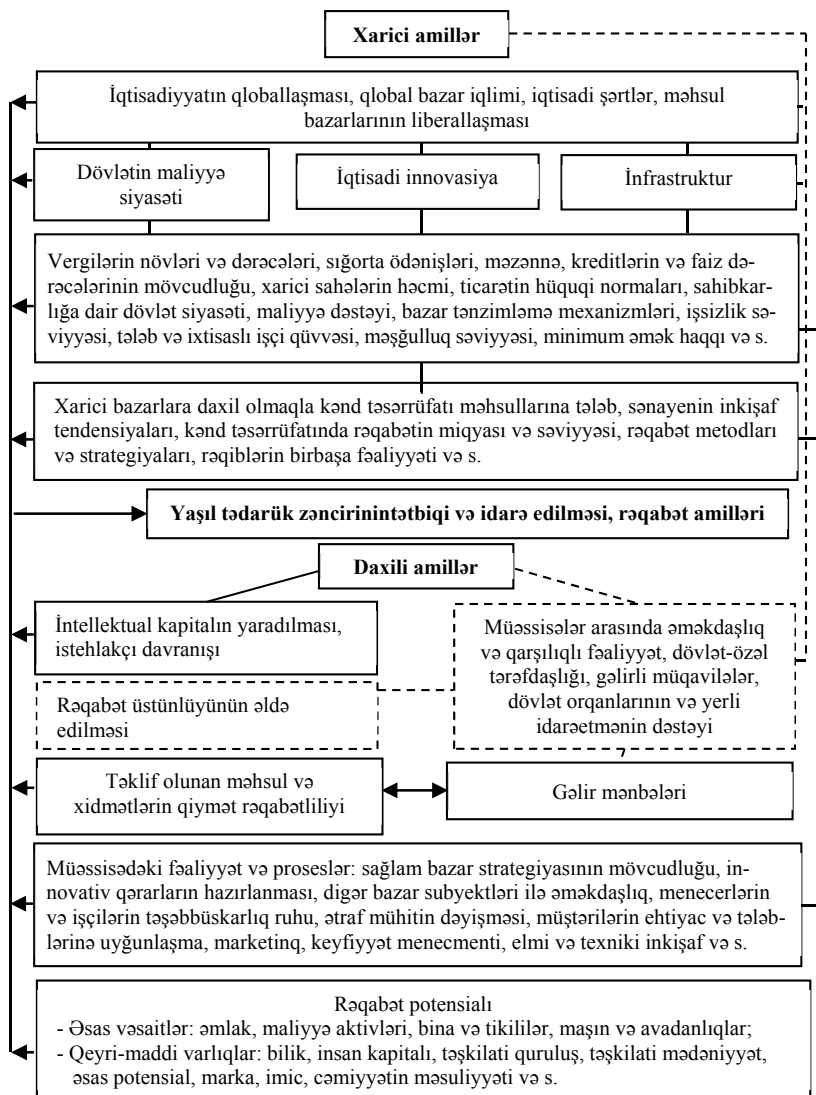 Xarici amillər
İqtisadiyyatın qloballaşması, qlobal bazar iqlimi, iqtisadi şərtlər, məhsul
bazarlarının liberallaşması
Dövlətin maliyyə
siyasəti
İqtisadi innovasiya
İnfrastruktur
Vergilərin növləri və dərəcələri, sığorta ödənişləri, məzənnə, kreditlərin və faiz də-
rəcələrinin mövcudluğu, xarici sahələrin həcmi, ticarətin hüquqi normaları, sahibkar-
lığa dair dövlət siyasəti, maliyyə dəstəyi, bazar tənzimləmə mexanizmləri, işsizlik sə-
viyyəsi, tələb və ixtisaslı işçi qüvvəsi, məşğulluq səviyyəsi, minimum əmək haqqı və s.
Xarici bazarlara daxil olmaqla kənd təsərrüfatı məhsullarına tələb, sənayenin inkişaf
tendensiyaları, kənd təsərrüfatında rəqabətin miqyası və səviyyəsi, rəqabət metodları
və strategiyaları, rəqiblərin birbaşa fəaliyyəti və s.
Yaşıl tədarük zəncirinintətbiqi və idarə edilməsi, rəqabət amilləri
Daxili amillər
İntellektual kapitalın yaradılması,
istehlakçı davranışı
Müəssisələr arasında əməkdaşlıq
və qarşılıqlı fəaliyyət, dövlət-özəl
tərəfdaşlığı, gəlirli müqavilələr,
dövlət orqanlarının və yerli
idarəetmənin dəstəyi
Rəqabət üstünlüyünün əldə
edilməsi
Təklif olunan məhsul və
xidmətlərin qiymət rəqabətliliyi
Gəlir mənbələri
Müəssisədəki fəaliyyət və proseslər: sağlam bazar strategiyasının mövcudluğu, in-
novativ qərarların hazırlanması, digər bazar subyektləri ilə əməkdaşlıq, menecerlərin
və işçilərin təşəbbüskarlıq ruhu, ətraf mühitin dəyişməsi, müştərilərin ehtiyac və tələb-
lərinə uyğunlaşma, marketinq, keyfiyyət menecmenti, elmi və texniki inkişaf və s.
Rəqabət potensialı
- Əsas vəsaitlər: əmlak, maliyyə aktivləri, bina və tikililər, maşın və avadanlıqlar;
- Qeyri-maddi varlıqlar: bilik, insan kapitalı, təşkilati quruluş, təşkilati mədəniyyət,
əsas potensial, marka, imic, cəmiyyətin məsuliyyəti və s.